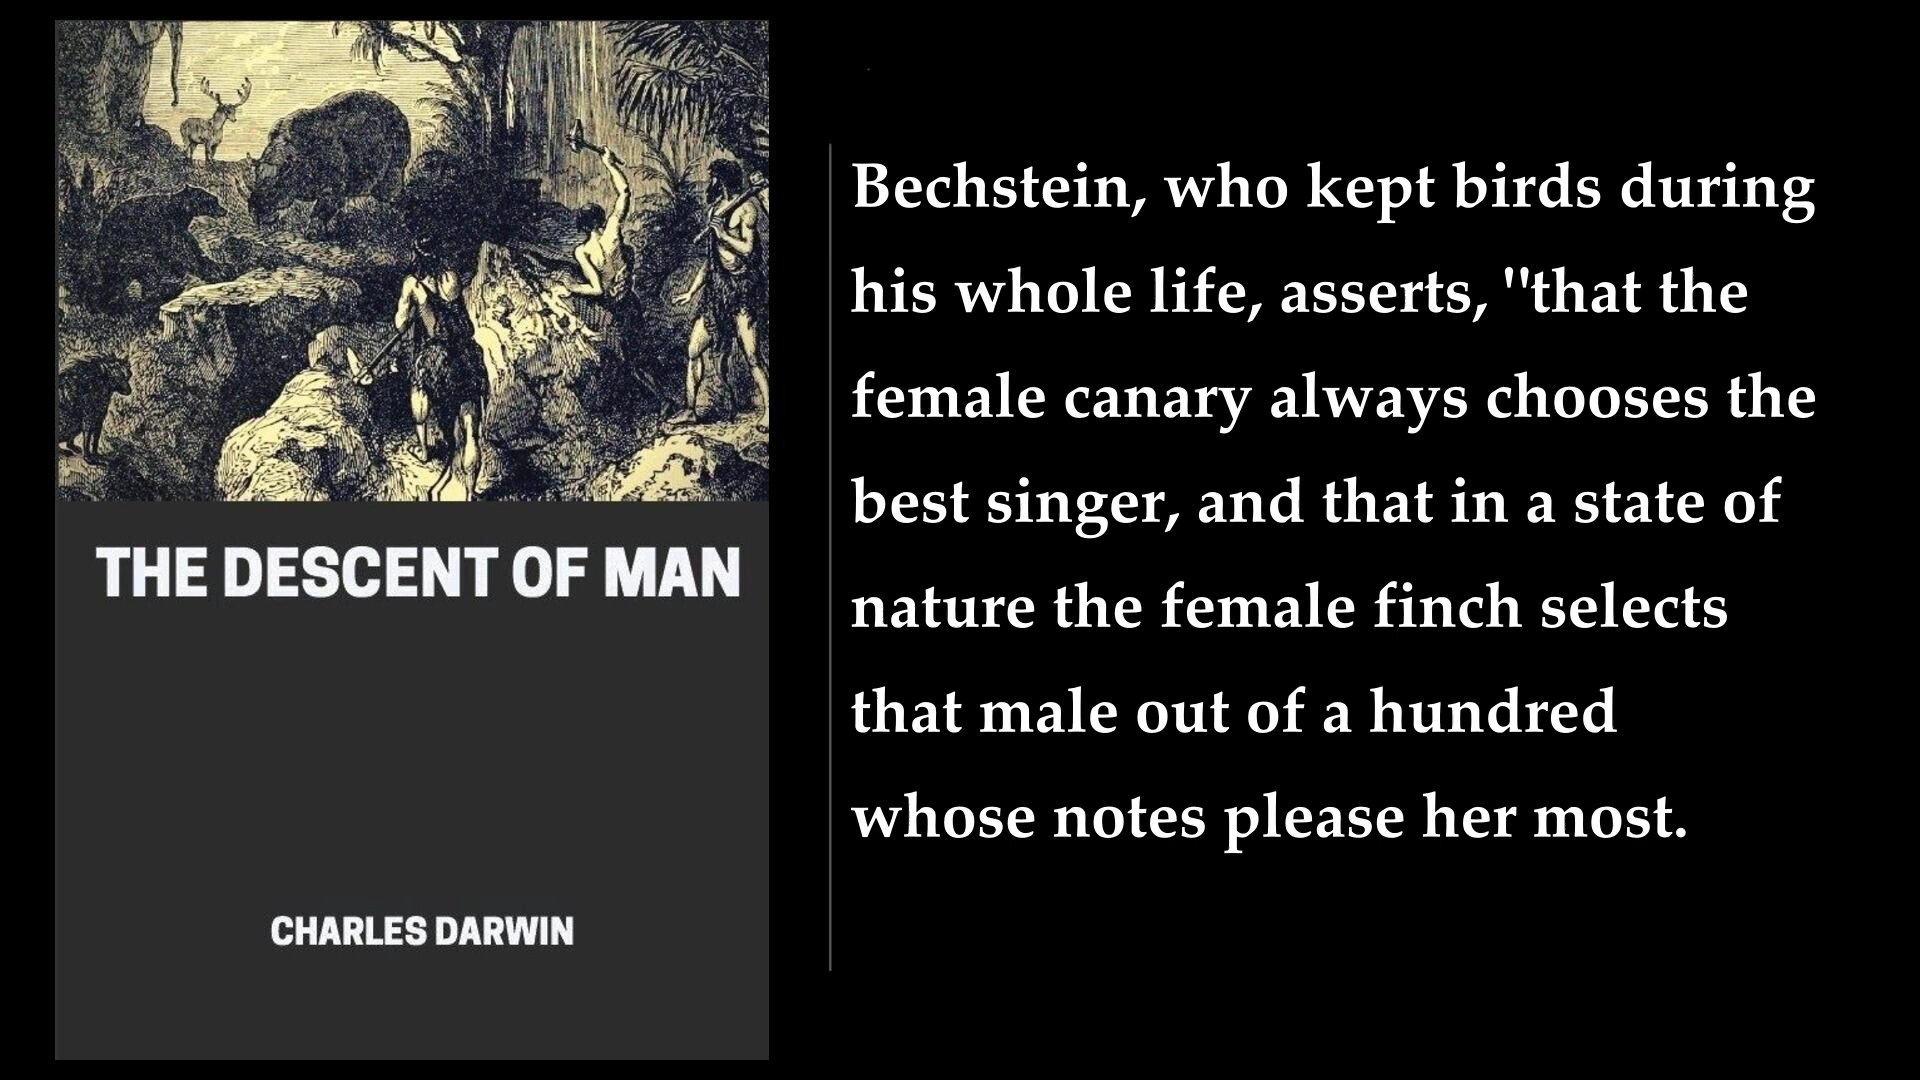 THE DESCENT OF MAN
CHARLES DARWIN
Bechstein, who kept birds during
his whole life, asserts, "that the
female canary always chooses the
best singer, and that in a state of
nature the female finch selects
that male out of a hundred
whose notes please her most.